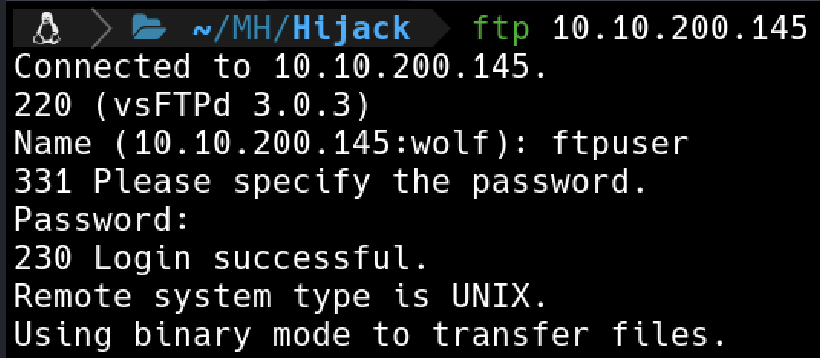 ~/MH/Hijack ftp 10.10.200.145
Connected to 10.10.200.145.
220 (vsFTPd 3.0.3)
Name (10.10.200.145:wolf): ftpuser
331 Please specify the password.
Password:
230 Login successful.
Remote system type is UNIX.
Using binary mode to transfer files.